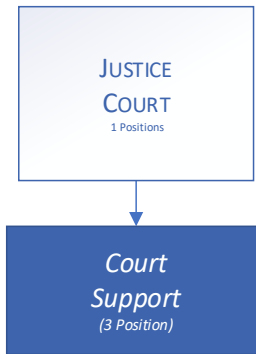 JUSTICE
COURT
1 Positions
Court
Support
(3 Position)